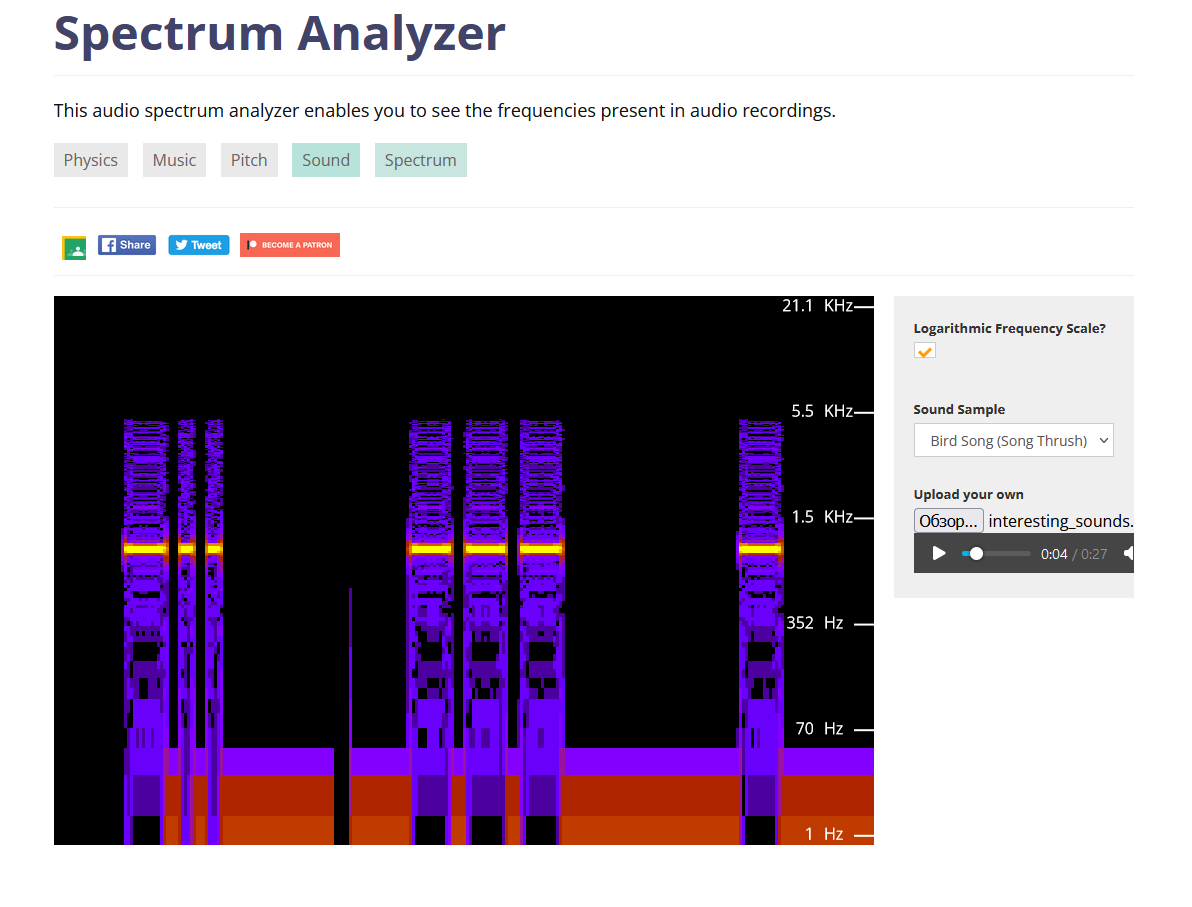 Spectrum Analyzer
This audio spectrum analyzer enables you to see the frequencies present in audio recordings.
Physics Music Pitch Sound Spectrum
Share Tweet BECOME A PATRON
21.1 KHz
5.5 KHz
1.5 KHz
352 Hz
70 Hz
1 Hz
Logarithmic Frequency Scale?
Sound Sample
Bird Song (Song Thrush)
Upload your own
Обзор... interesting_sounds.
0:04 / 0:27